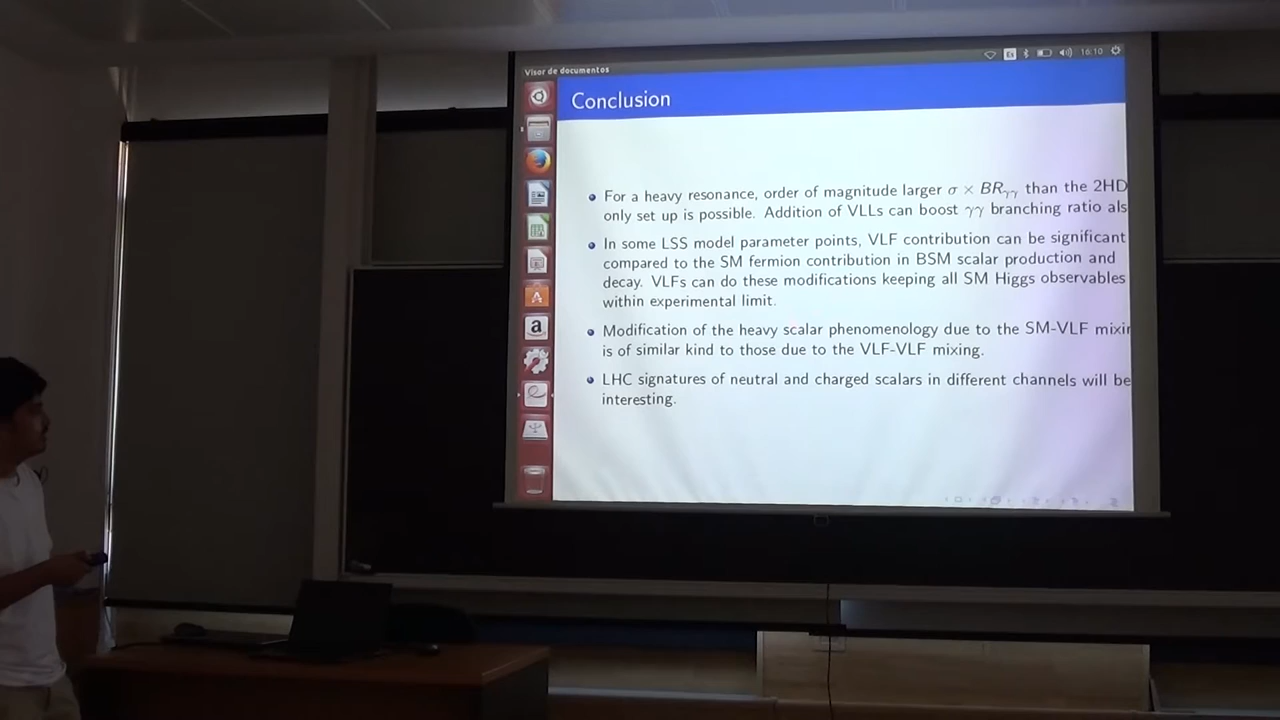 Visor de documentos
Es
16:10
Conclusion
For a heavy resonance, order of magnitude larger σ × BRγγ than the 2HD
only set up is possible. Addition of VLLs can boost γγ branching ratio als
In some LSS model parameter points, VLF contribution can be significant
compared to the SM fermion contribution in BSM scalar production and
decay. VLFs can do these modifications keeping all SM Higgs observables
within experimental limit.
Modification of the heavy scalar phenomenology due to the SM-VLF mixin
is of similar kind to those due to the VLF-VLF mixing.
LHC signatures of neutral and charged scalars in different channels will be
interesting.